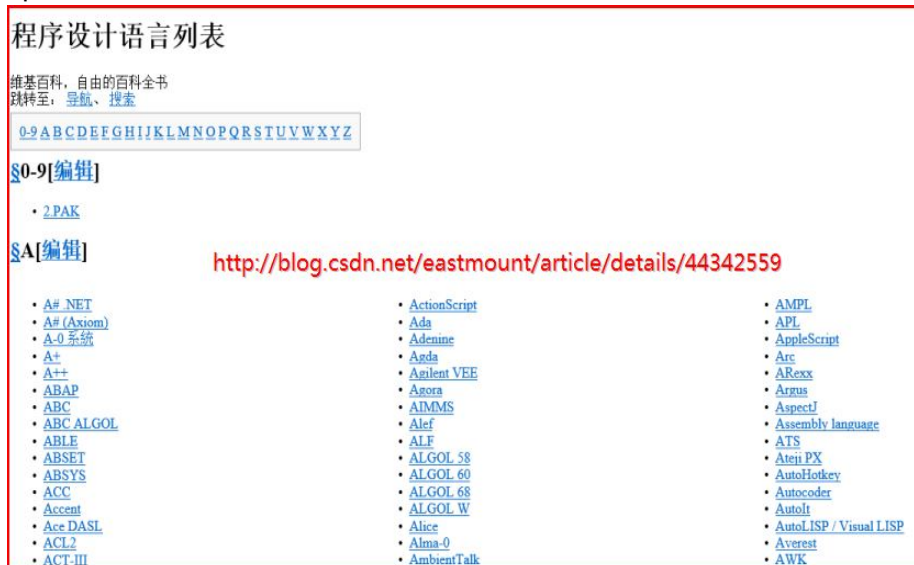 程序设计语言列表
维基百科，自由的百科全书
跳转至： 导航、 搜索
0-9 A B C D E F G H I J K L M N O P Q R S T U V W X Y Z
§0-9[编辑]
• 2.PAK
§A[编辑]
http://blog.csdn.net/eastmount/article/details/44342559
• A# .NET
• A# (Axiom)
• A-0 系统
• A+
• A++
• ABAP
• ABC
• ABC ALGOL
• ABLE
• ABSET
• ABSYS
• ACC
• Accent
• Ace DASL
• ACL2
• ACT-III
• ActionScript
• Ada
• Adenine
• Agda
• Agilent VEE
• Agora
• AIMMS
• Alef
• ALF
• ALGOL 58
• ALGOL 60
• ALGOL 68
• ALGOL W
• Alice
• Alma-0
• AmbientTalk
• AMPL
• APL
• AppleScript
• Arc
• ARexx
• Argus
• AspectJ
• Assembly language
• ATS
• Ateji PX
• AutoHotkey
• Autocoder
• AutoIt
• AutoLISP / Visual LISP
• Averest
• AWK